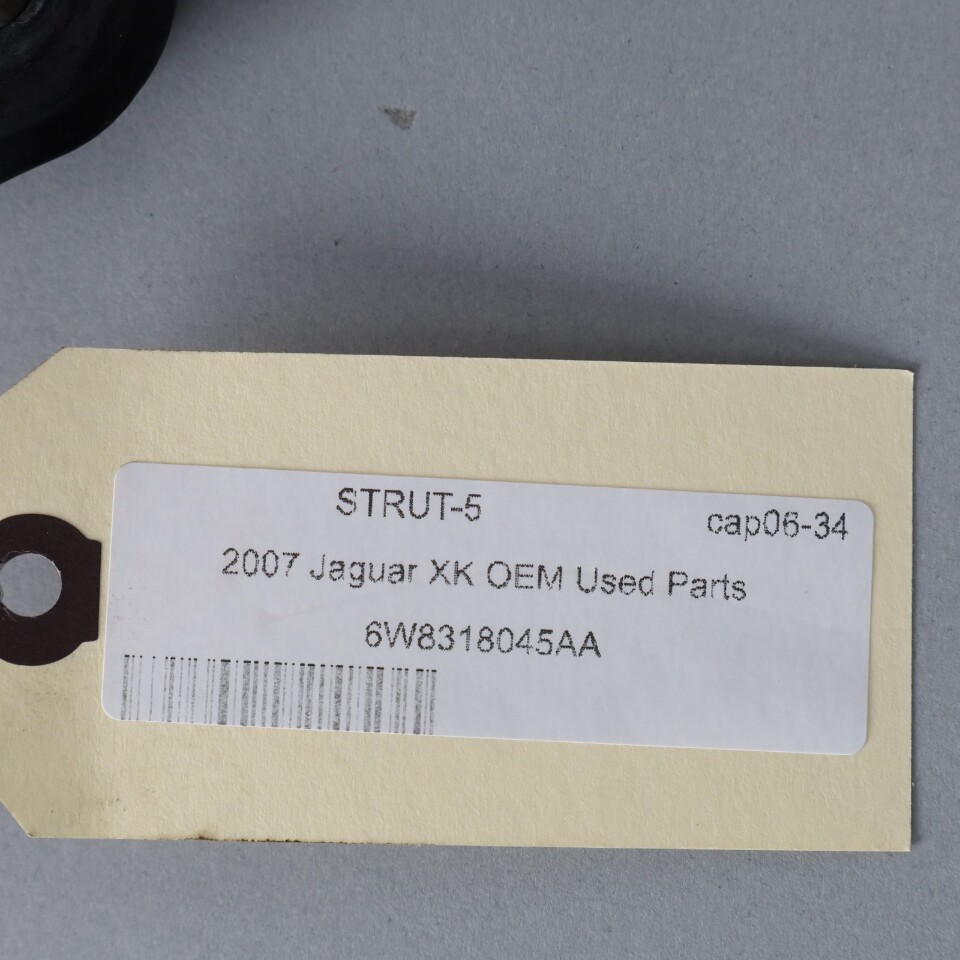 STRUT-5
cap06-34
2007 Jaguar XK OEM Used Parts
6W8318045AA